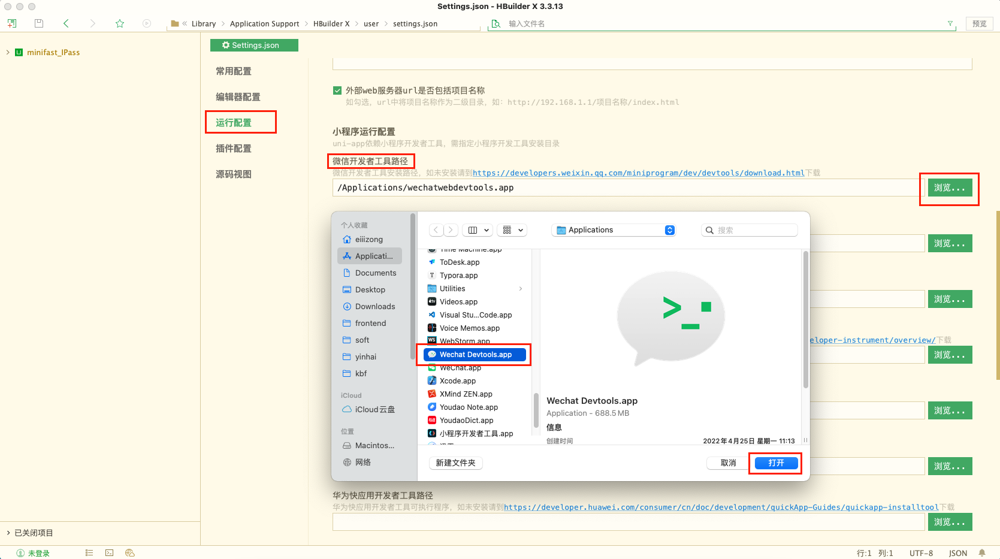 Settings.json - HBuilder X 3.3.13
« Library > Application Support > HBuilder X > user > settings.json
输入文件名
预览
minifast_IPass
Settings.json
常用配置
编辑器配置
运行配置
插件配置
源码视图
外部web服务器url是否包括项目名称
如勾选，url中将项目名称作为二级目录，如：http://192.168.1.1/项目名称/index.html
小程序运行配置
uni-app依赖小程序开发者工具，需指定小程序开发工具安装目录
微信开发者工具路径
微信开发者工具安装路径，如未安装请到https://developers.weixin.qq.com/miniprogram/dev/devtools/download.html下载
/Applications/wechatwebdevtools.app
浏览...
浏览...
浏览...
eloper-instrument/overview/下载
浏览...
浏览...
浏览...
个人收藏
eiiizong
Applicati...
Documents
Desktop
Downloads
frontend
soft
yinhai
kbf
iCloud
iCloud云盘
位置
Macintos...
网络
Applications
搜索
Time Machine.app
ToDesk.app
Typora.app
Utilities
Videos.app
Visual Stu...Code.app
Voice Memos.app
WebStorm.app
Wechat Devtools.app
WeChat.app
Xcode.app
XMind ZEN.app
Youdao Note.app
YoudaoDict.app
小程序开发者工具.app
Wechat Devtools.app
Application - 688.5 MB
信息
创建时间
2022年4月25日 星期一 11:13
新建文件夹
取消
打开
华为快应用开发者工具路径
华为快应用开发者工具可执行程序，如未安装请到https://developer.huawei.com/consumer/cn/doc/development/quickApp-Guides/quickapp-installtool下载
浏览...
已关闭项目
未登录
行:1 列:1
UTF-8
JSON